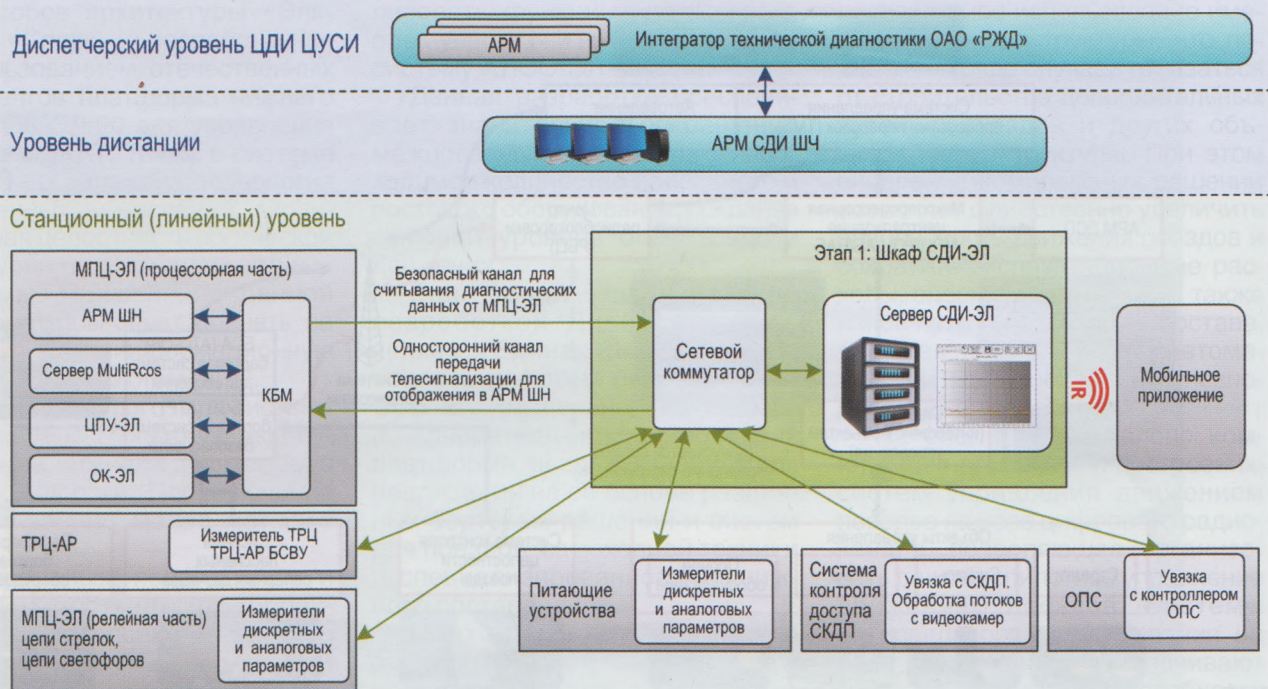 Диспетчерский уровень ЦДИ ЦУСИ
АРМ
Интегратор технической диагностики ОАО «РЖД»
Уровень дистанции
АРМ СДИ ШЧ
Станционный (линейный) уровень
МПЦ-ЭЛ (процессорная часть)
АРМ ШН
Сервер MultiRcos
ЦПУ-ЭЛ
ОК-ЭЛ
КБМ
Безопасный канал для
считывания диагностических
данных от МПЦ-ЭЛ
Односторонний канал
передачи
телесигнализации для
отображения в АРМ ШН
Этап 1: Шкаф СДИ-ЭЛ
Сетевой
коммутатор
Сервер СДИ-ЭЛ
IR
Мобильное
приложение
ТРЦ-АР
Измеритель ТРЦ
ТРЦ-АР БСВУ
МПЦ-ЭЛ (релейная часть)
цепи стрелок,
цепи светофоров
Измерители
дискретных
и аналоговых
параметров
Питающие
устройства
Измерители
дискретных
и аналоговых
параметров
Система
контроля
доступа
СКДП
Увязка с СКДП.
Обработка потоков
с видеокамер
ОПС
Увязка
с контроллером
ОПС